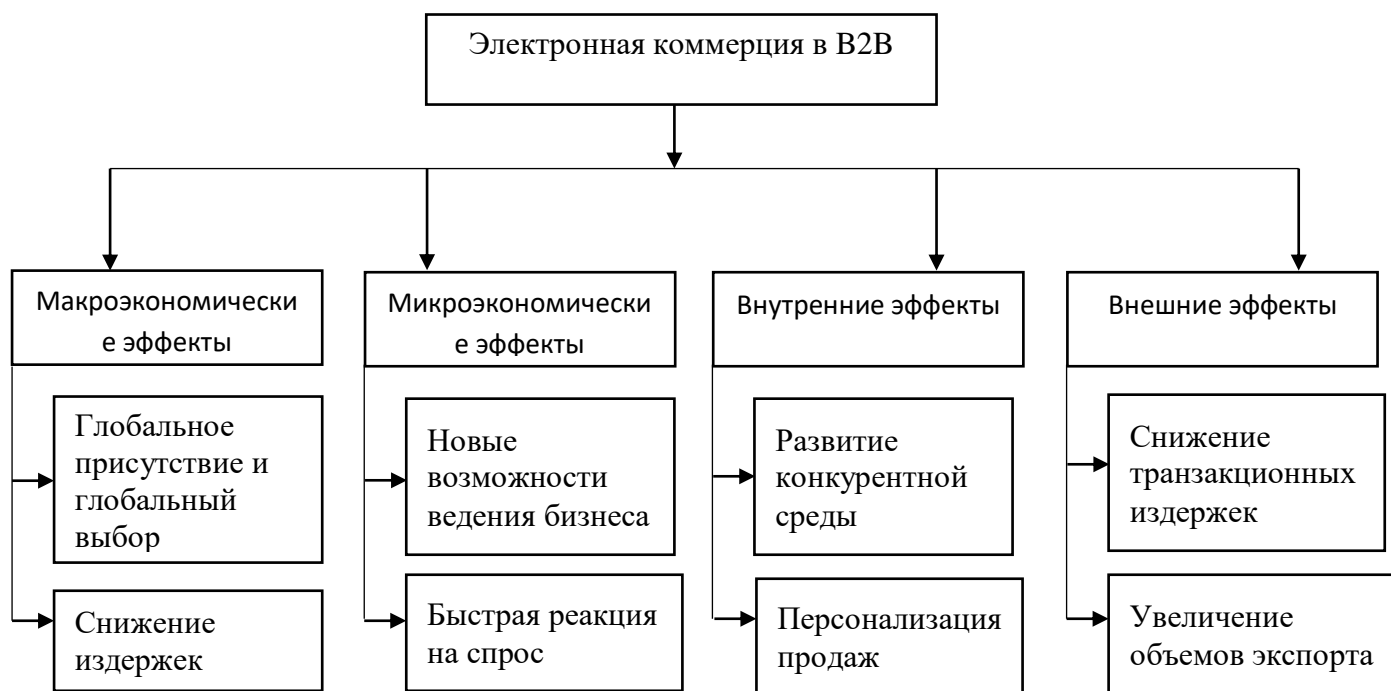 Электронная коммерция в B2B
Макроэкономически
е эффекты
Микроэкономически
е эффекты
Внутренние эффекты
Внешние эффекты
Глобальное
присутствие и
глобальный
выбор
Новые
возможности
ведения бизнеса
Развитие
конкурентной
среды
Снижение
транзакционных
издержек
Снижение
издержек
Быстрая реакция
на спрос
Персонализация
продаж
Увеличение
объемов экспорта